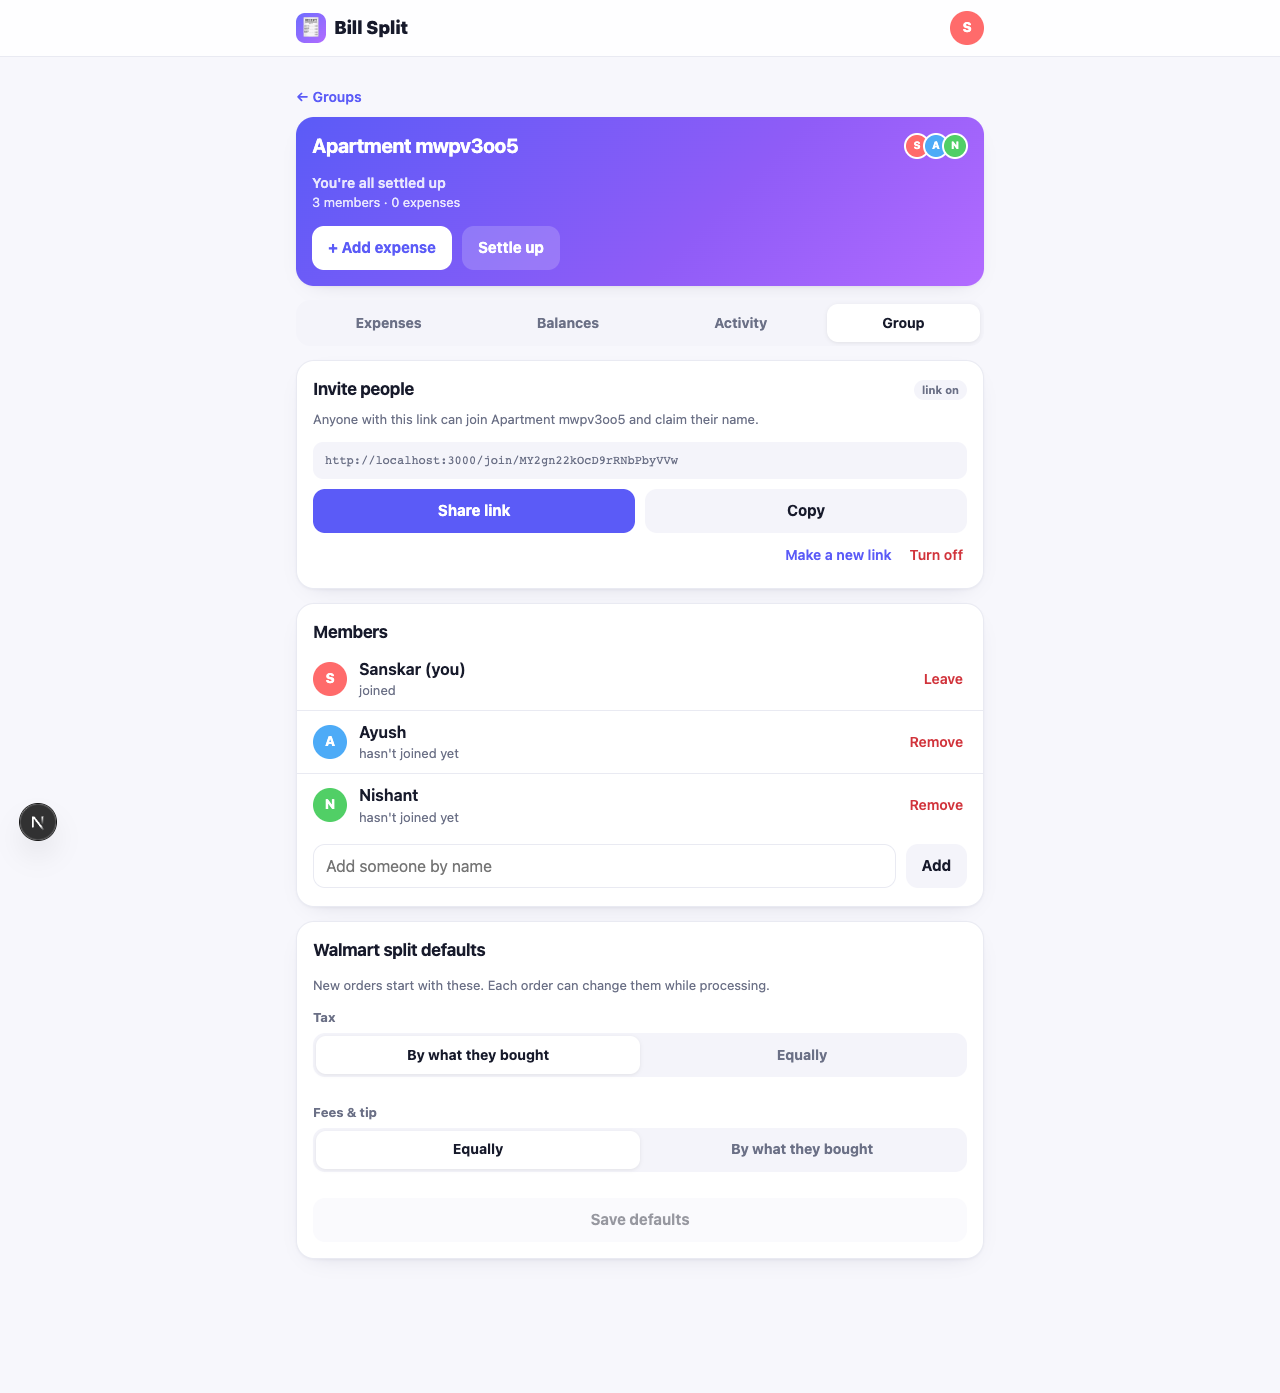 Bill Split
S
← Groups
Apartment mwpv3oo5
S A N
You're all settled up
3 members · 0 expenses
+ Add expense
Settle up
Expenses
Balances
Activity
Group
Invite people
link on
Anyone with this link can join Apartment mwpv3oo5 and claim their name.
http://localhost:3000/join/MY2gn22kOcD9rRNbPbyVVw
Share link
Copy
Make a new link
Turn off
Members
S
Sanskar (you)
joined
Leave
A
Ayush
hasn't joined yet
Remove
N
Nishant
hasn't joined yet
Remove
N
Add someone by name
Add
Walmart split defaults
New orders start with these. Each order can change them while processing.
Tax
By what they bought
Equally
Fees & tip
Equally
By what they bought
Save defaults